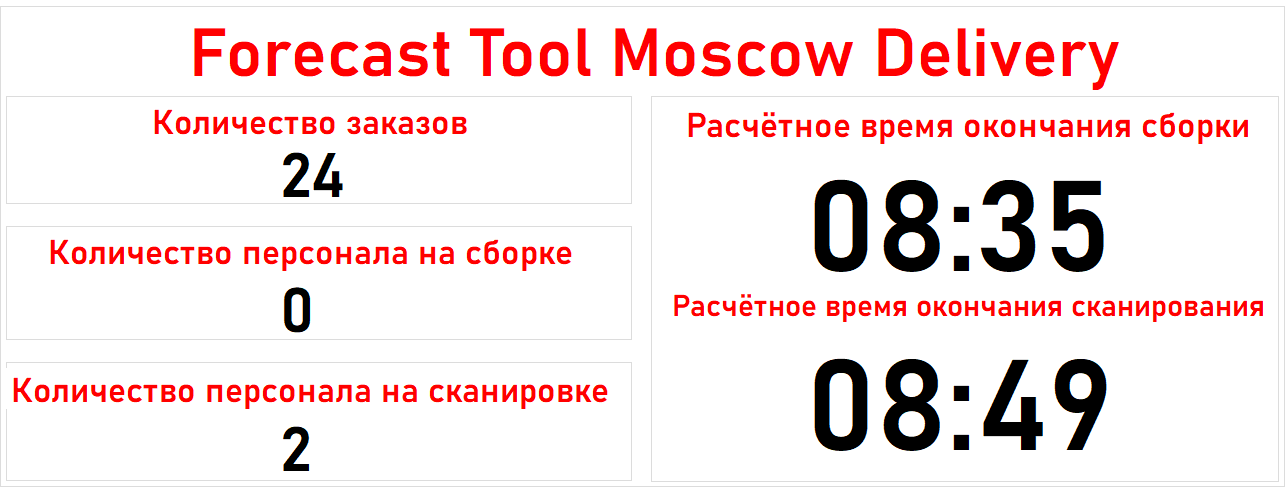 Forecast Tool Moscow Delivery
Количество заказов
24
Количество персонала на сборке
0
Количество персонала на сканировке
2
Расчётное время окончания сборки
08:35
Расчётное время окончания сканирования
08:49